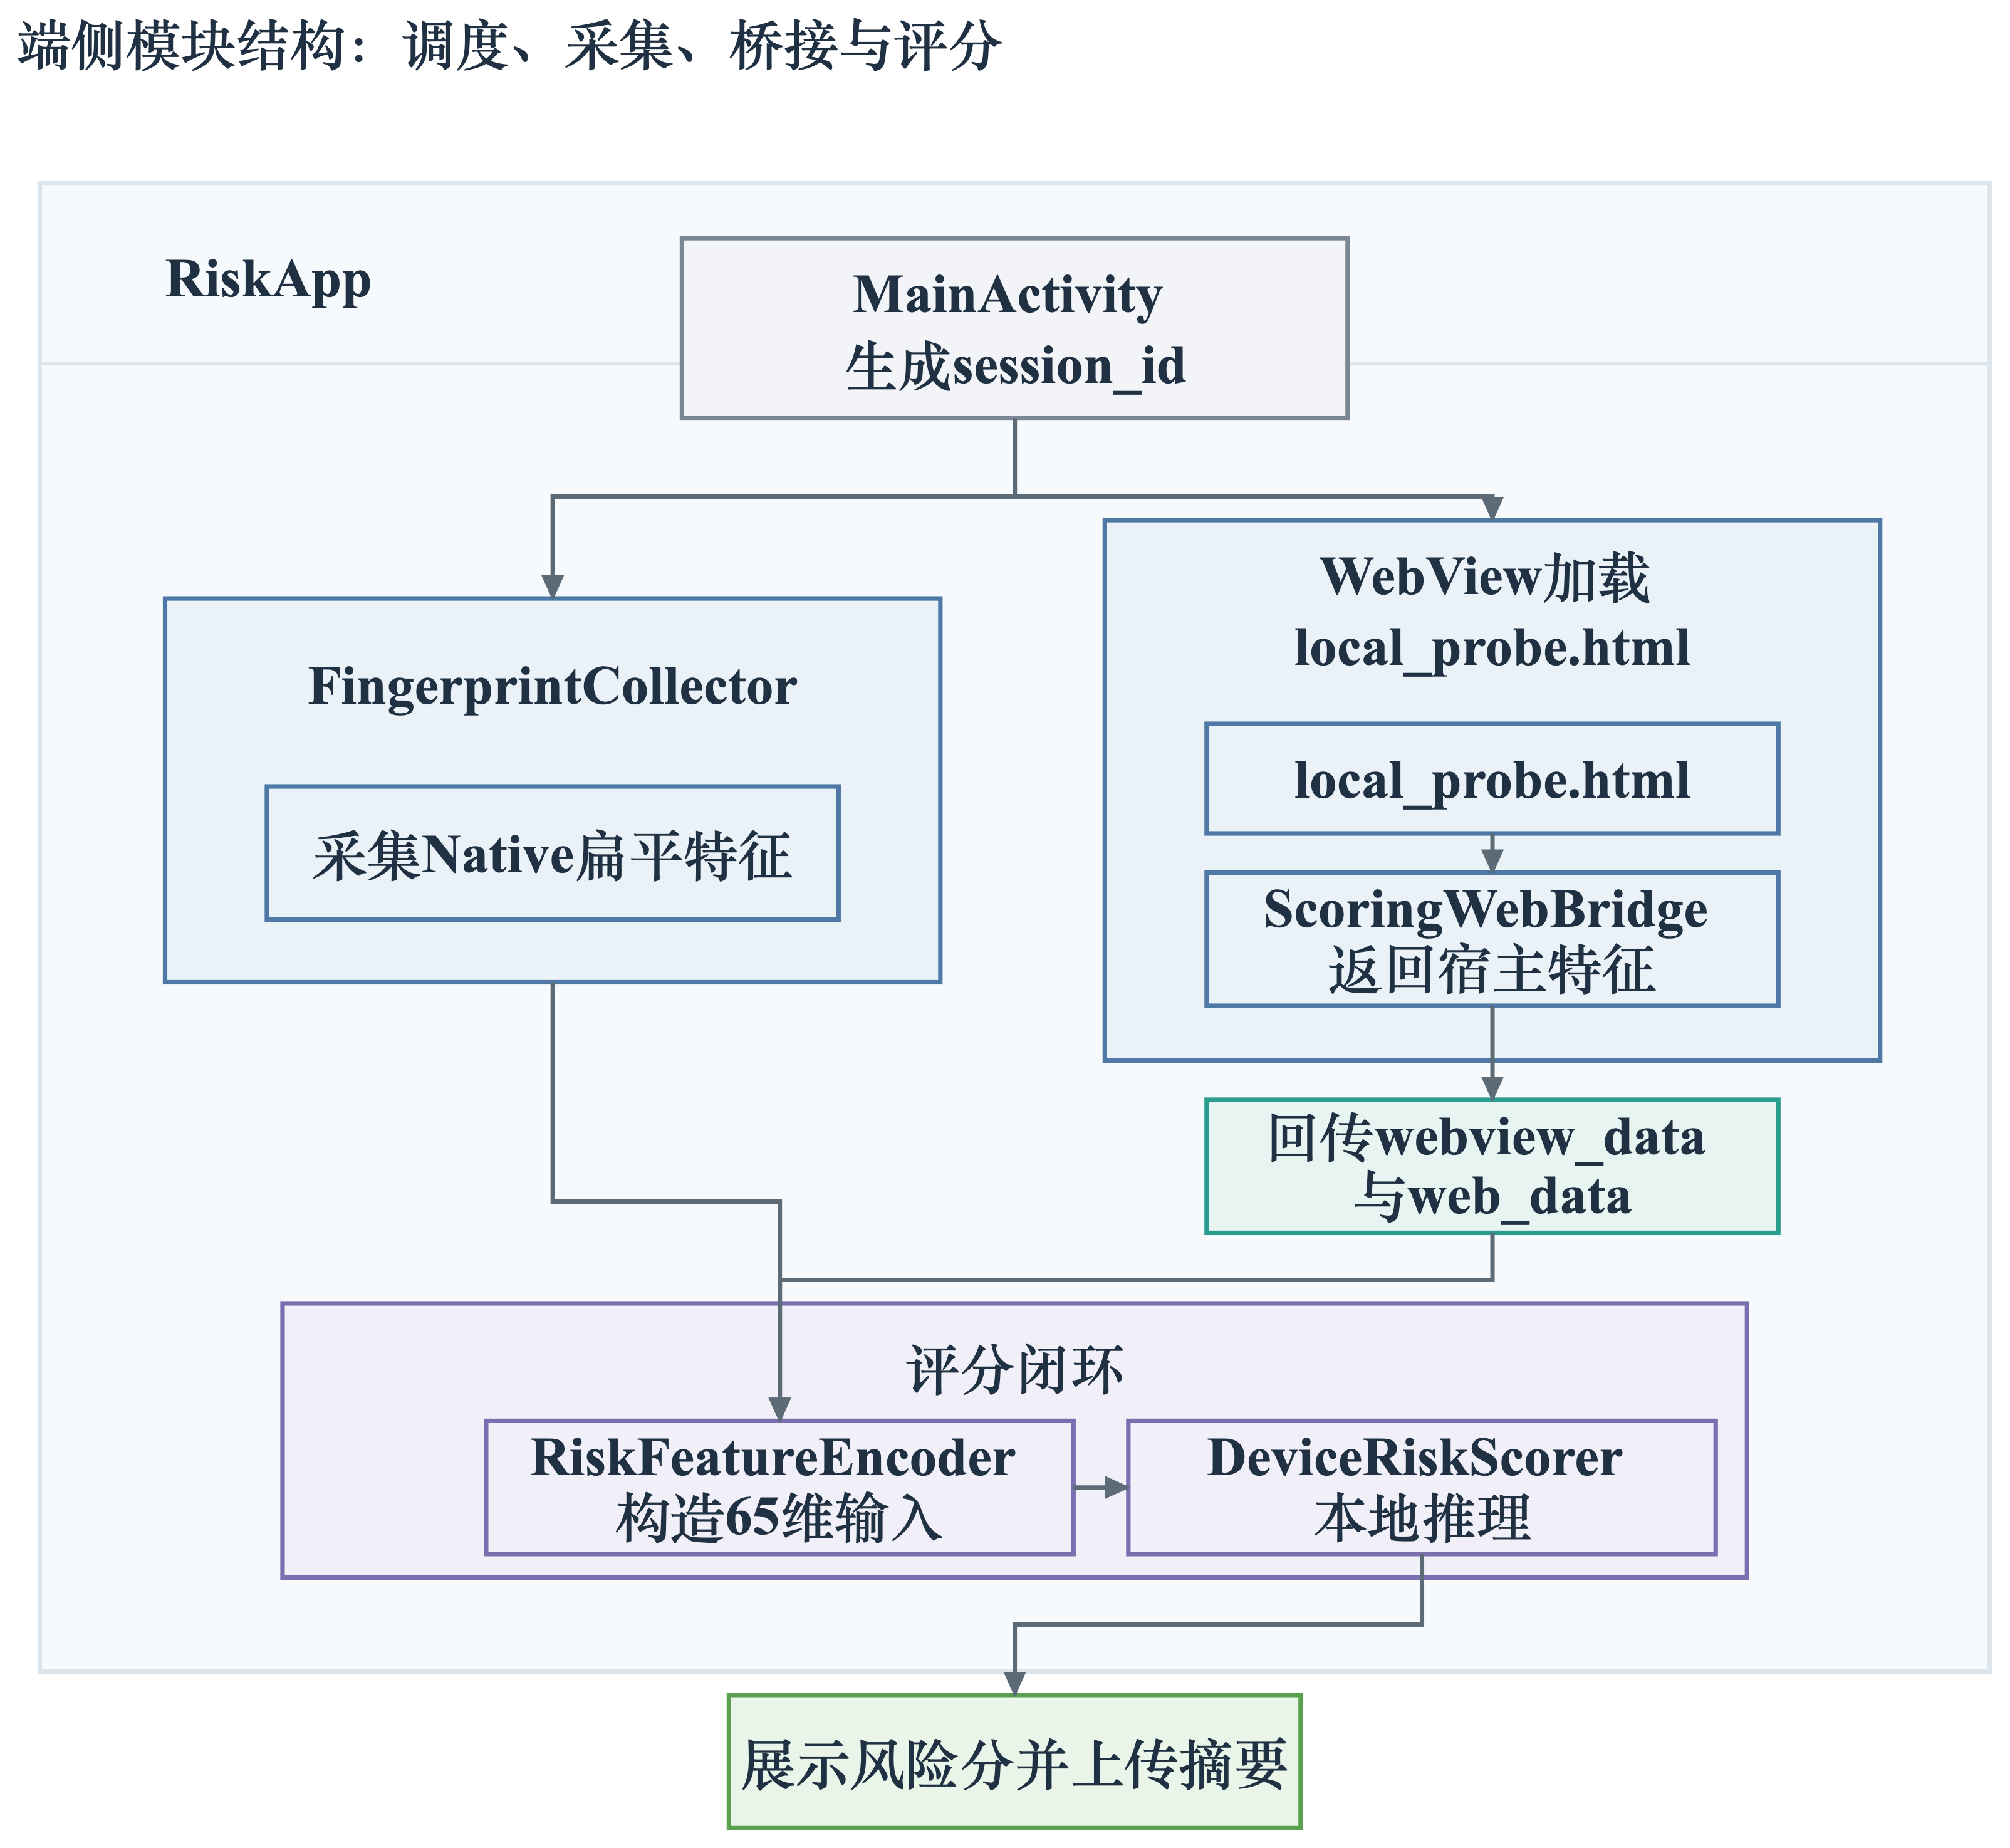 端侧模块结构：调度、采集、桥接与评分
RiskApp
MainActivity
生成session_id
FingerprintCollector
采集Native扁平特征
WebView加载
local_probe.html
local_probe.html
ScoringWebBridge
返回宿主特征
回传webview_data
与web_data
评分闭环
RiskFeatureEncoder
构造65维输入
DeviceRiskScorer
本地推理
展示风险分并上传摘要